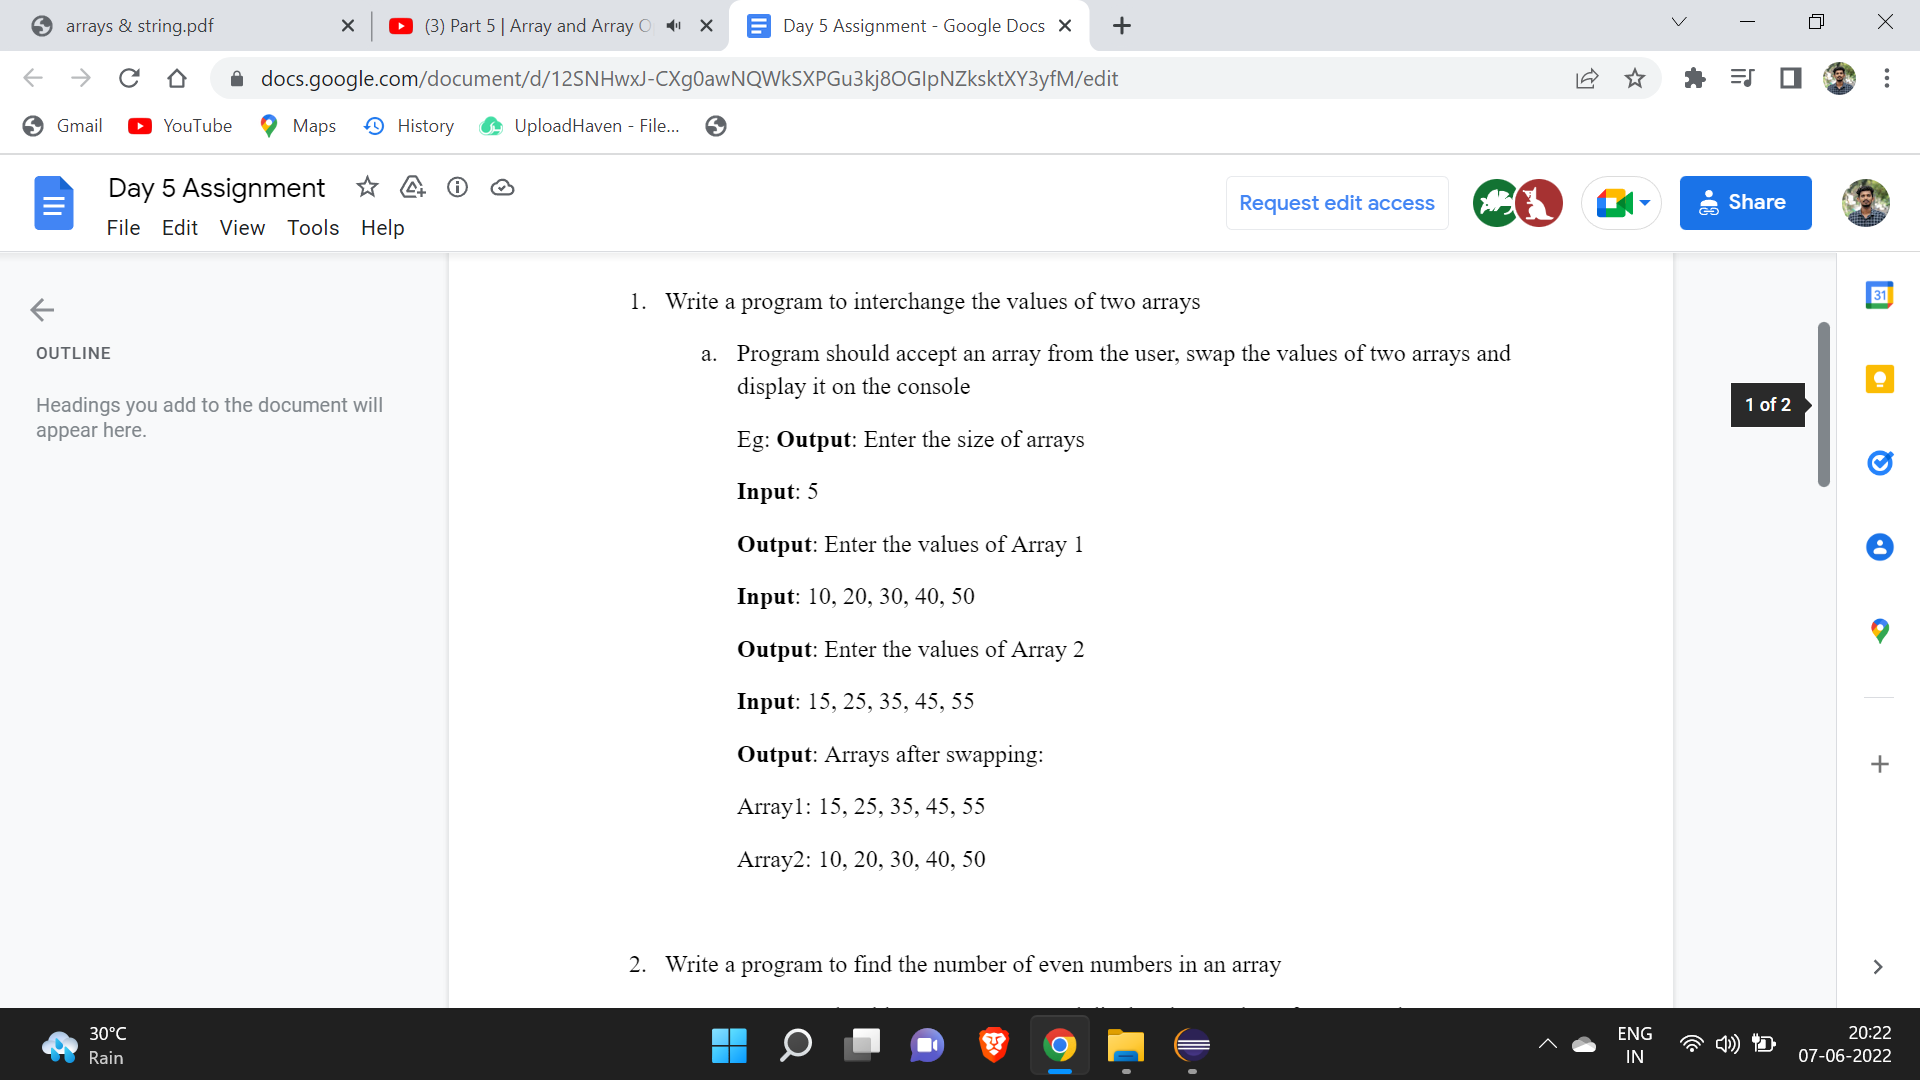 arrays & string.pdf
(3) Part 5 | Array and Array O
Day 5 Assignment - Google Docs
docs.google.com/document/d/12SNHwxJ-CXg0awNQWkSXPGu3kj8OGIpNZksktXY3yfM/edit
Gmail YouTube Maps History UploadHaven - File...
Day 5 Assignment
File Edit View Tools Help
Request edit access
Share
OUTLINE
Headings you add to the document will
appear here.
1. Write a program to interchange the values of two arrays
a. Program should accept an array from the user, swap the values of two arrays and
display it on the console
Eg: Output: Enter the size of arrays
Input: 5
Output: Enter the values of Array 1
Input: 10, 20, 30, 40, 50
Output: Enter the values of Array 2
Input: 15, 25, 35, 45, 55
Output: Arrays after swapping:
Array1: 15, 25, 35, 45, 55
Array2: 10, 20, 30, 40, 50
2. Write a program to find the number of even numbers in an array
1 of 2
31
30°C
Rain
ENG
IN
20:22
07-06-2022